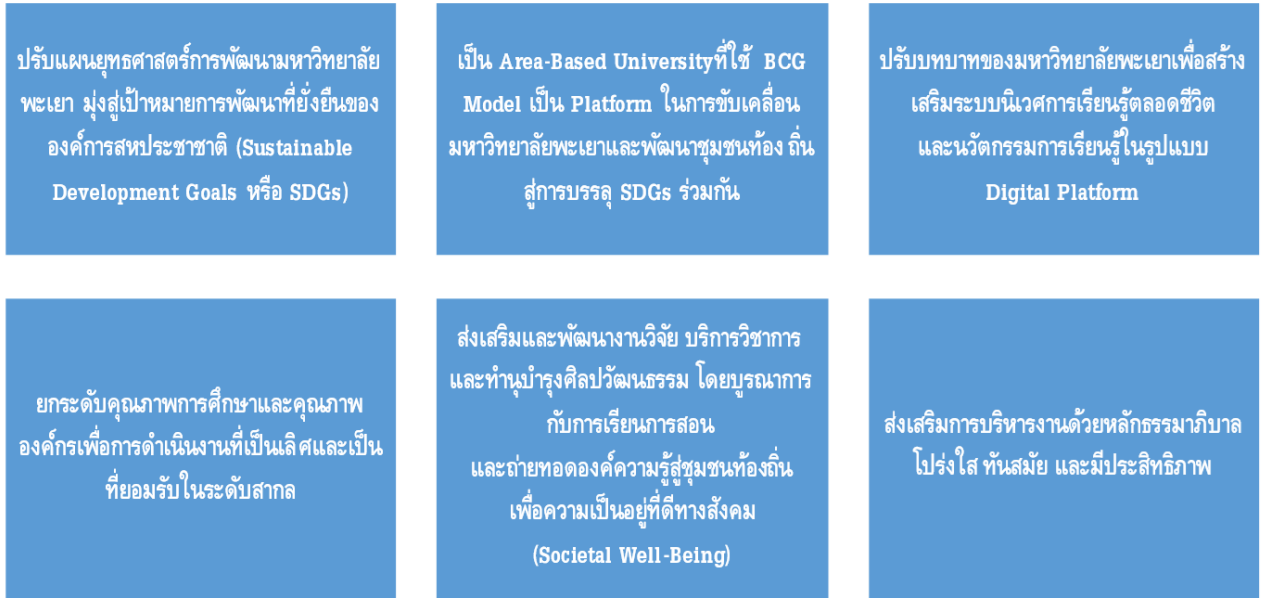 ปรับแผนยุทธศาสตร์การพัฒนามหาวิทยาลัย
พะเยา มุ่งสู่เป้าหมายการพัฒนาที่ยั่งยืนของ
องค์การสหประชาชาติ (Sustainable
Development Goals หรือ SDGs)
เป็น Area-Based Universityที่ใช้ BCG
Model เป็น Platform ในการขับเคลื่อน
มหาวิทยาลัยพะเยาและพัฒนาชุมชนท้อง ถิ่น
สู่การบรรลุ SDGs ร่วมกัน
ปรับบทบาทของมหาวิทยาลัยพะเยาเพื่อสร้าง
เสริมระบบนิเวศการเรียนรู้ตลอดชีวิต
และนวัตกรรมการเรียนรู้ในรูปแบบ
Digital Platform
ยกระดับคุณภาพการศึกษาและคุณภาพ
องค์กรเพื่อการดำเนินงานที่เป็นเลิศและเป็น
ที่ยอมรับในระดับสากล
ส่งเสริมและพัฒนางานวิจัย บริการวิชาการ
และทำนุบำรุงศิลปวัฒนธรรม โดยบูรณาการ
กับการเรียนการสอน
และถ่ายทอดองค์ความรู้สู่ชุมชนท้องถิ่น
เพื่อความเป็นอยู่ที่ดีทางสังคม
(Societal Well-Being)
ส่งเสริมการบริหารงานด้วยหลักธรรมาภิบาล
โปร่งใส ทันสมัย และมีประสิทธิภาพ